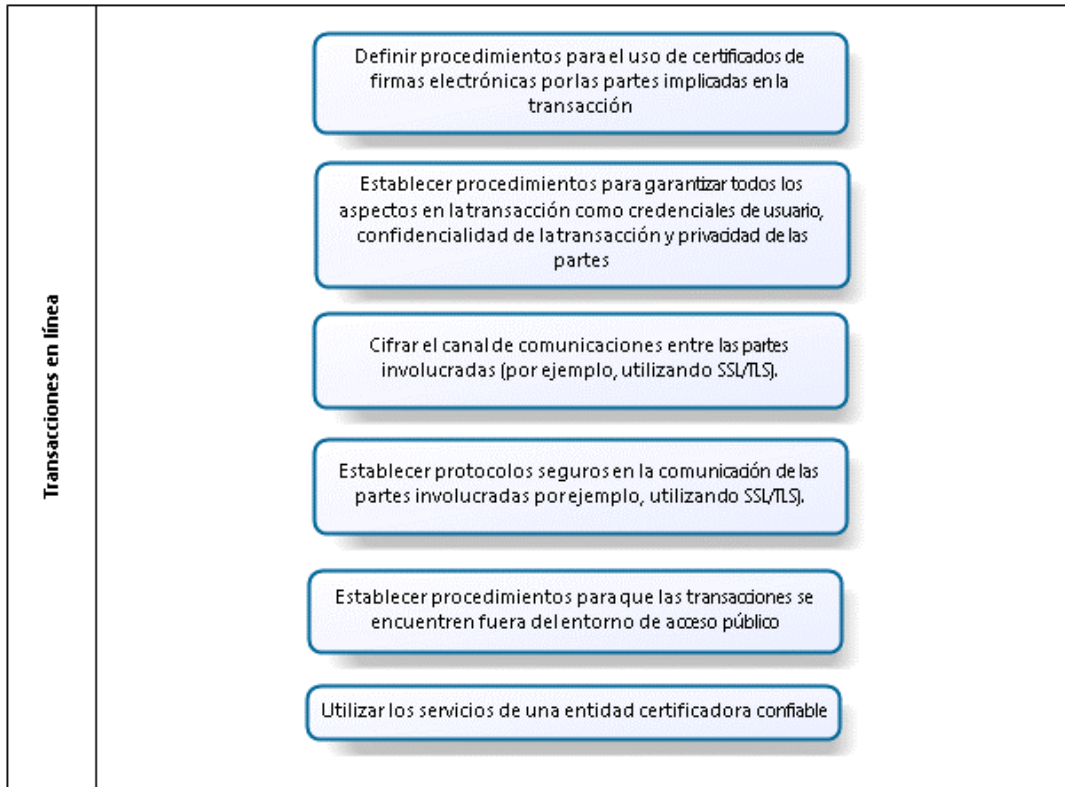 Transacciones en línea
Definir procedimientos para el uso de certificados de
firmas electrónicas por las partes implicadas en la
transacción
Establecer procedimientos para garantizar todos los
aspectos en la transacción como credenciales de usuario,
confidencialidad de la transacción y privacidad de las
partes
Cifrar el canal de comunicaciones entre las partes
involucradas (por ejemplo, utilizando SSL/TLS).
Establecer protocolos seguros en la comunicación de las
partes involucradas por ejemplo, utilizando SSL/TLS).
Establecer procedimientos para que las transacciones se
encuentren fuera del entorno de acceso público
Utilizar los servicios de una entidad certificadora confiable